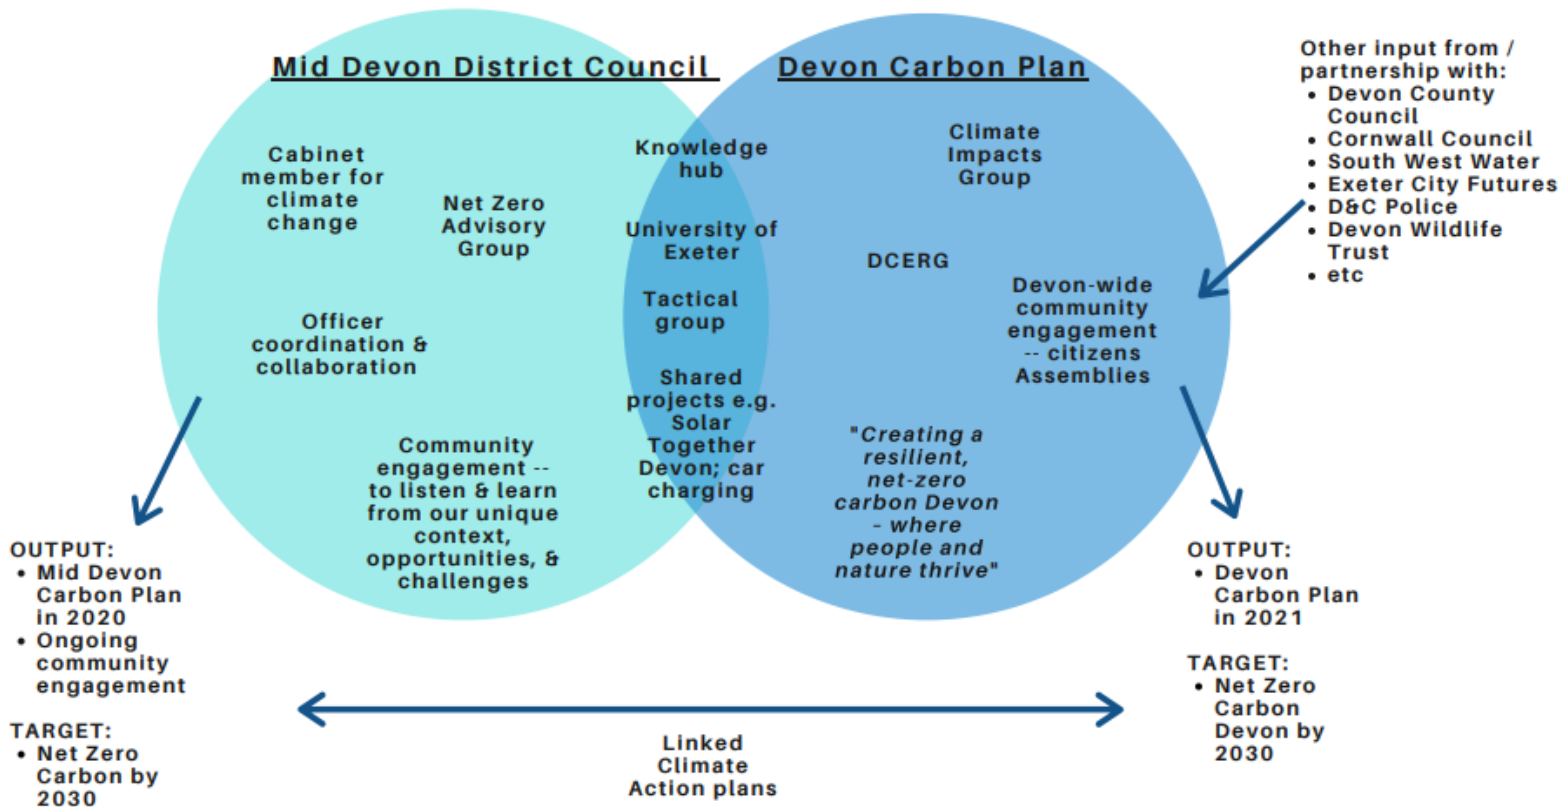 Mid Devon District Council
Devon Carbon Plan
Cabinet
member for
climate
change
Net Zero
Advisory
Group
Officer
coordination &
collaboration
Community
engagement --
to listen & learn
from our unique
context,
opportunities, &
challenges
Knowledge
hub
University of
Exeter
Tactical
group
Shared
projects e.g.
Solar
Together
Devon; car
charging
Climate
Impacts
Group
DCERG
Devon-wide
community
engagement
-- citizens
Assemblies
"Creating a
resilient,
net-zero
carbon Devon
- where
people and
nature thrive"
Other input from /
partnership with:
• Devon County
Council
• Cornwall Council
• South West Water
• Exeter City Futures
• D&C Police
• Devon Wildlife
Trust
• etc
OUTPUT:
• Mid Devon
Carbon Plan
in 2020
• Ongoing
community
engagement
TARGET:
• Net Zero
Carbon by
2030
Linked
Climate
Action plans
OUTPUT:
• Devon
Carbon Plan
in 2021
TARGET:
• Net Zero
Carbon
Devon by
2030